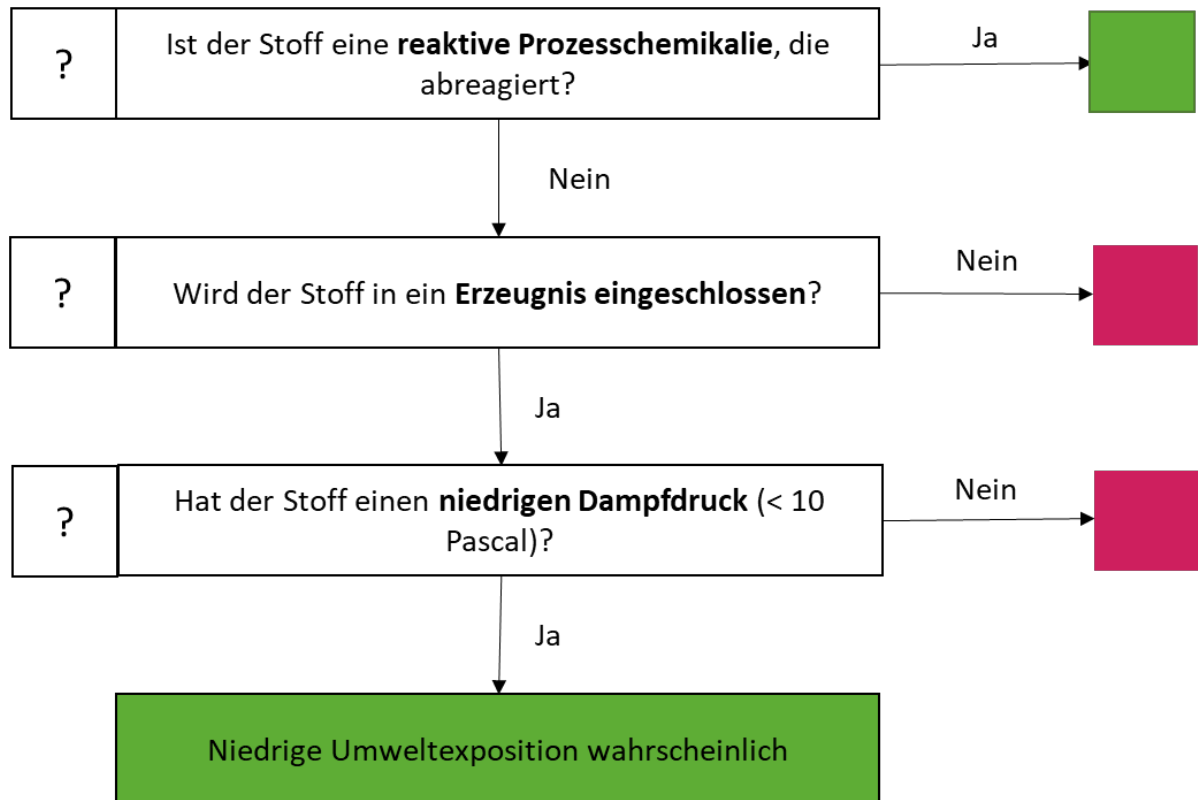 ?
Ist der Stoff eine reaktive Prozesschemikalie, die
abreagiert?
Ja
Nein
?
Wird der Stoff in ein Erzeugnis eingeschlossen?
Nein
Ja
?
Hat der Stoff einen niedrigen Dampfdruck (< 10
Pascal)?
Nein
Ja
Niedrige Umweltexposition wahrscheinlich